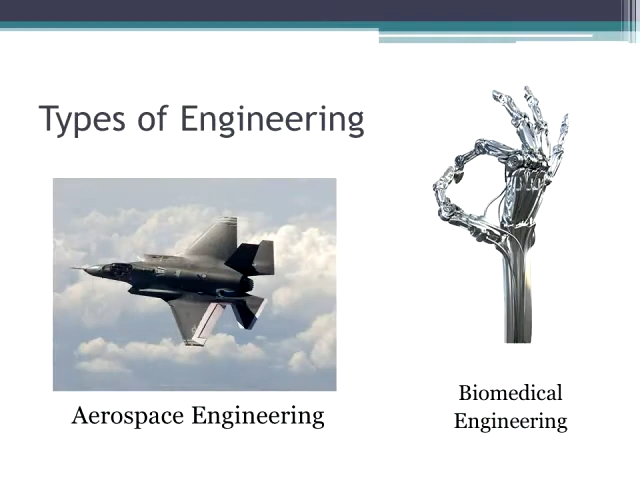 Types of Engineering
Aerospace Engineering
Biomedical
Engineering